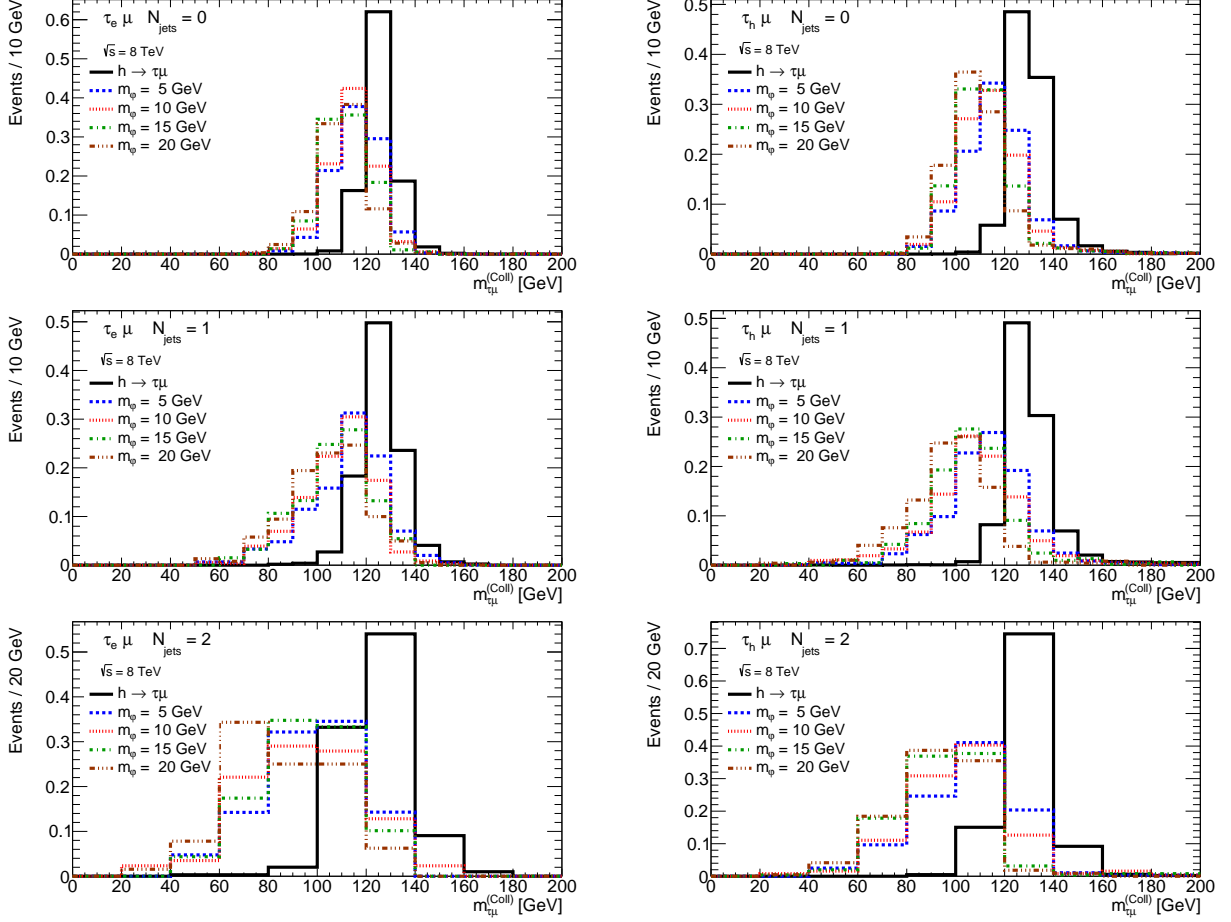 τe μ Njets = 0
√s = 8 TeV
h → τμ
mφ = 5 GeV
mφ = 10 GeV
mφ = 15 GeV
mφ = 20 GeV
Events / 10 GeV
0.6
0.5
0.4
0.3
0.2
0.1
0
0 20 40 60 80 100 120 140 160 180 200
mτμ(Coll) [GeV]
τh μ Njets = 0
√s = 8 TeV
h → τμ
mφ = 5 GeV
mφ = 10 GeV
mφ = 15 GeV
mφ = 20 GeV
Events / 10 GeV
0.5
0.4
0.3
0.2
0.1
0
0 20 40 60 80 100 120 140 160 180 200
mτμ(Coll) [GeV]
τe μ Njets = 1
√s = 8 TeV
h → τμ
mφ = 5 GeV
mφ = 10 GeV
mφ = 15 GeV
mφ = 20 GeV
Events / 10 GeV
0.5
0.4
0.3
0.2
0.1
0
0 20 40 60 80 100 120 140 160 180 200
mτμ(Coll) [GeV]
τh μ Njets = 1
√s = 8 TeV
h → τμ
mφ = 5 GeV
mφ = 10 GeV
mφ = 15 GeV
mφ = 20 GeV
Events / 10 GeV
0.5
0.4
0.3
0.2
0.1
0
0 20 40 60 80 100 120 140 160 180 200
mτμ(Coll) [GeV]
τe μ Njets = 2
√s = 8 TeV
h → τμ
mφ = 5 GeV
mφ = 10 GeV
mφ = 15 GeV
mφ = 20 GeV
Events / 20 GeV
0.5
0.4
0.3
0.2
0.1
0
0 20 40 60 80 100 120 140 160 180 200
mτμ(Coll) [GeV]
τh μ Njets = 2
√s = 8 TeV
h → τμ
mφ = 5 GeV
mφ = 10 GeV
mφ = 15 GeV
mφ = 20 GeV
Events / 20 GeV
0.7
0.6
0.5
0.4
0.3
0.2
0.1
0
0 20 40 60 80 100 120 140 160 180 200
mτμ(Coll) [GeV]